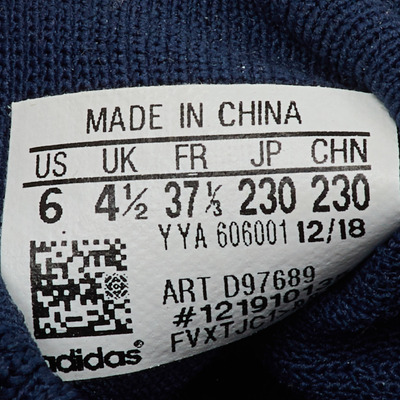 MADE IN CHINA
US UK FR JP CHN
6 4½ 37⅓ 230 230
YYA 606001 12/18
ART D97689
adidas